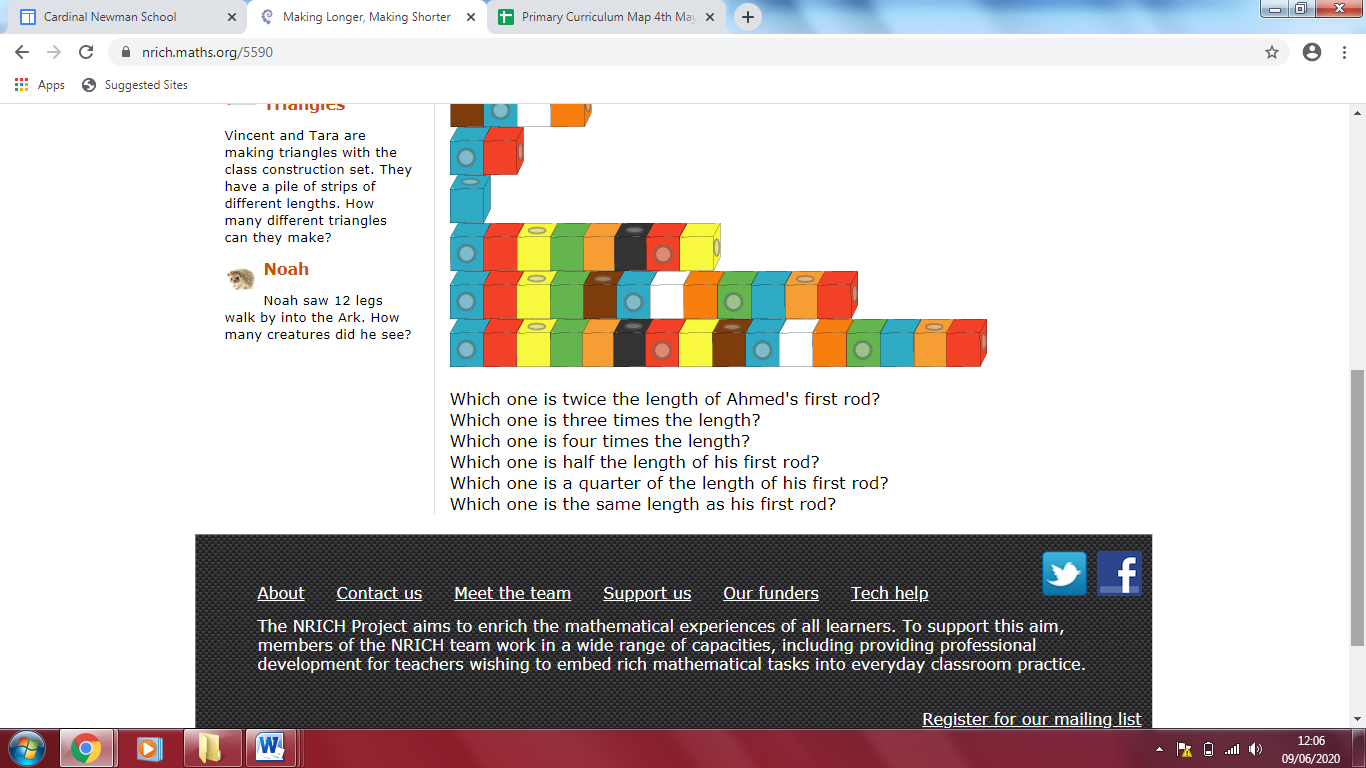 Cardinal Newman School
Making Longer, Making Shorter
Primary Curriculum Map 4th May
nrich.maths.org/5590
Apps
Suggested Sites
Triangles
Vincent and Tara are
making triangles with the
class construction set. They
have a pile of strips of
different lengths. How
many different triangles
can they make?
Noah
Noah saw 12 legs
walk by into the Ark. How
many creatures did he see?
Which one is twice the length of Ahmed's first rod?
Which one is three times the length?
Which one is four times the length?
Which one is half the length of his first rod?
Which one is a quarter of the length of his first rod?
Which one is the same length as his first rod?
About
Contact us
Meet the team
Support us
Our funders
Tech help
The NRICH Project aims to enrich the mathematical experiences of all learners. To support this aim,
members of the NRICH team work in a wide range of capacities, including providing professional
development for teachers wishing to embed rich mathematical tasks into everyday classroom practice.
Register for our mailing list
12:06
09/06/2020